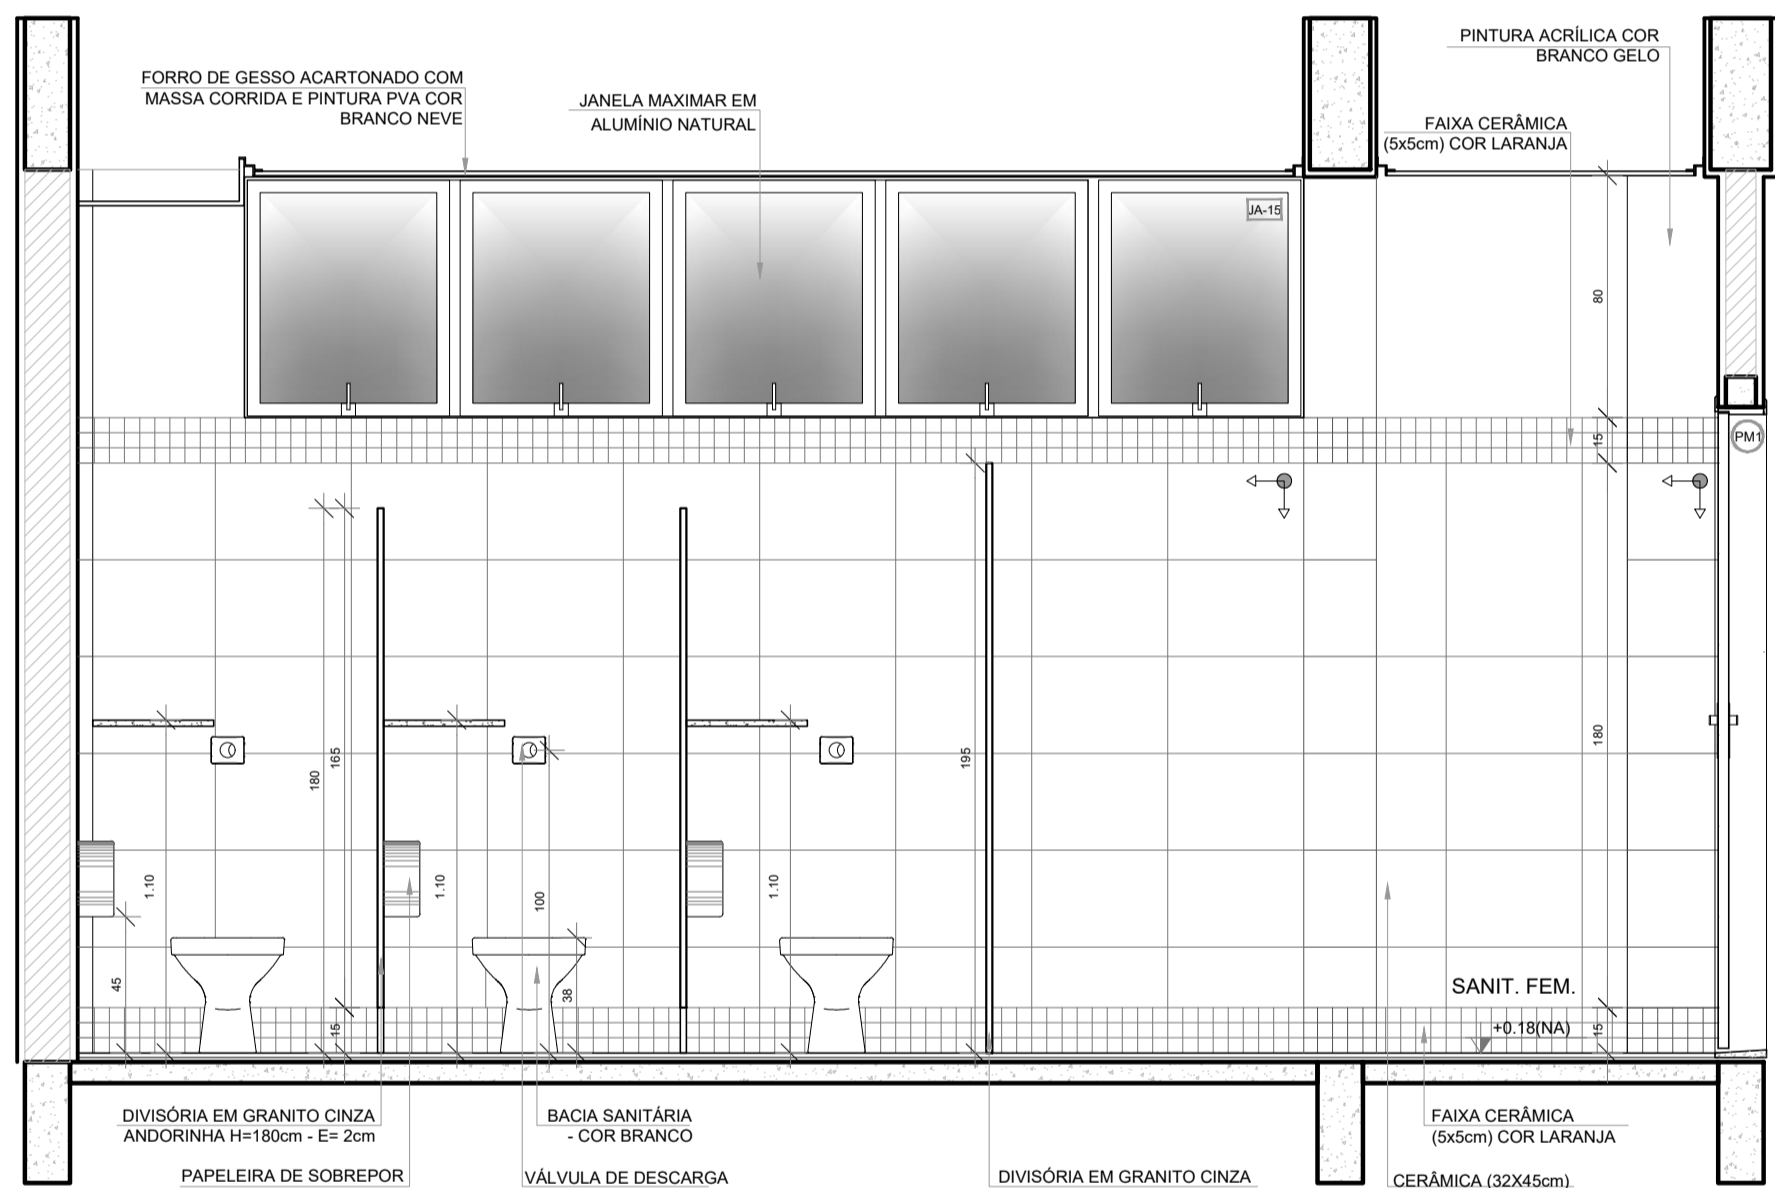 FORRO DE GESSO ACARTONADO COM
MASSA CORRIDA E PINTURA PVA COR
BRANCO NEVE
JANELA MAXIMAR EM
ALUMÍNIO NATURAL
PINTURA ACRÍLICA COR
BRANCO GELO
FAIXA CERÂMICA
(5x5cm) COR LARANJA
JA-15
80
15
PM1
180
165
195
180
1.10
1.10
1.10
100
45
38
15
SANIT. FEM.
+0.18(NA)
15
DIVISÓRIA EM GRANITO CINZA
ANDORINHA H=180cm - E= 2cm
BACIA SANITÁRIA
- COR BRANCO
FAIXA CERÂMICA
(5x5cm) COR LARANJA
PAPELEIRA DE SOBREPOR
VÁLVULA DE DESCARGA
DIVISÓRIA EM GRANITO CINZA
CERÂMICA (32X45cm)